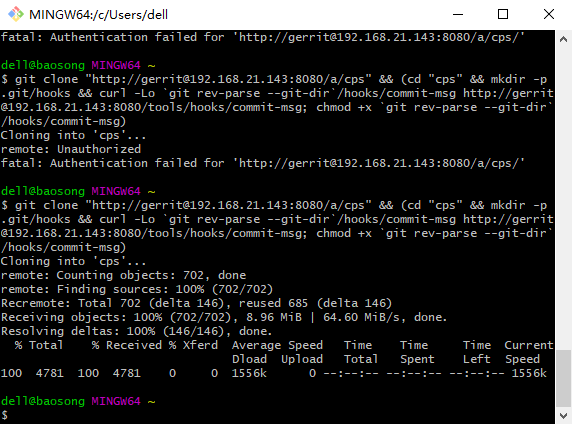 MINGW64:/c/Users/dell
fatal: Authentication failed for 'http://gerrit@192.168.21.143:8080/a/cps/'
dell@baosong MINGW64 ~
$ git clone "http://gerrit@192.168.21.143:8080/a/cps" && (cd "cps" && mkdir -p
.git/hooks && curl -Lo `git rev-parse --git-dir`/hooks/commit-msg http://gerrit
@192.168.21.143:8080/tools/hooks/commit-msg; chmod +x `git rev-parse --git-dir`
/hooks/commit-msg)
Cloning into 'cps'...
remote: Unauthorized
fatal: Authentication failed for 'http://gerrit@192.168.21.143:8080/a/cps/'
dell@baosong MINGW64 ~
$ git clone "http://gerrit@192.168.21.143:8080/a/cps" && (cd "cps" && mkdir -p
.git/hooks && curl -Lo `git rev-parse --git-dir`/hooks/commit-msg http://gerrit
@192.168.21.143:8080/tools/hooks/commit-msg; chmod +x `git rev-parse --git-dir`
/hooks/commit-msg)
Cloning into 'cps'...
remote: Counting objects: 702, done
remote: Finding sources: 100% (702/702)
Recremote: Total 702 (delta 146), reused 685 (delta 146)
Receiving objects: 100% (702/702), 8.96 MiB | 64.60 MiB/s, done.
Resolving deltas: 100% (146/146), done.
% Total % Received % Xferd Average Speed Time Time Time Current
Dload Upload Total Spent Left Speed
100 4781 100 4781 0 0 1556k 0 --:--:-- --:--:-- --:--:-- 1556k
dell@baosong MINGW64 ~
$